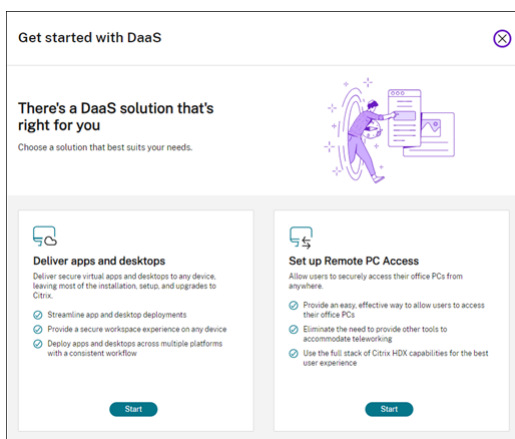 Get started with DaaS
There's a DaaS solution that's
right for you
Choose a solution that best suits your needs.
Deliver apps and desktops
Deliver secure virtual apps and desktops to any device,
leaving most of the installation, setup, and upgrades to
Citrix.
Streamline app and desktop deployments
Provide a secure workspace experience on any device
Deploy apps and desktops across multiple platforms
with a consistent workflow
Start
Set up Remote PC Access
Allow users to securely access their office PCs from
anywhere.
Provide an easy, effective way to allow users to access
their office PCs
Eliminate the need to provide other tools to
accommodate teleworking
Use the full stack of Citrix HDX capabilities for the best
user experience
Start